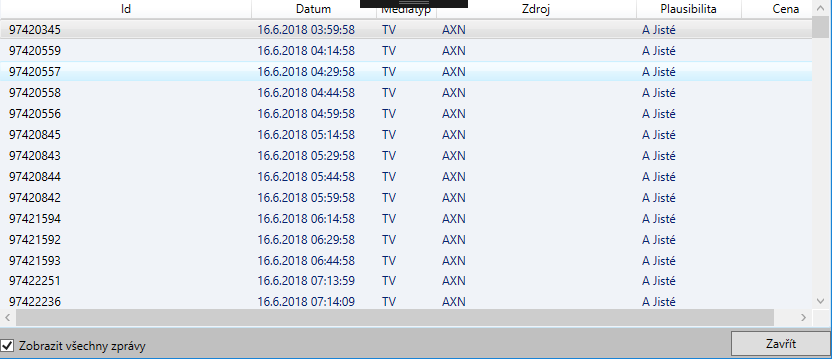 Id Datum Mediatyp Zdroj Plausibilita Cena
97420345 16.6.2018 03:59:58 TV AXN A Jisté
97420559 16.6.2018 04:14:58 TV AXN A Jisté
97420557 16.6.2018 04:29:58 TV AXN A Jisté
97420558 16.6.2018 04:44:58 TV AXN A Jisté
97420556 16.6.2018 04:59:58 TV AXN A Jisté
97420845 16.6.2018 05:14:58 TV AXN A Jisté
97420843 16.6.2018 05:29:58 TV AXN A Jisté
97420844 16.6.2018 05:44:58 TV AXN A Jisté
97420842 16.6.2018 05:59:58 TV AXN A Jisté
97421594 16.6.2018 06:14:58 TV AXN A Jisté
97421592 16.6.2018 06:29:58 TV AXN A Jisté
97421593 16.6.2018 06:44:58 TV AXN A Jisté
97422251 16.6.2018 07:13:59 TV AXN A Jisté
97422236 16.6.2018 07:14:09 TV AXN A Jisté
Zobrazit všechny zprávy Zavřít